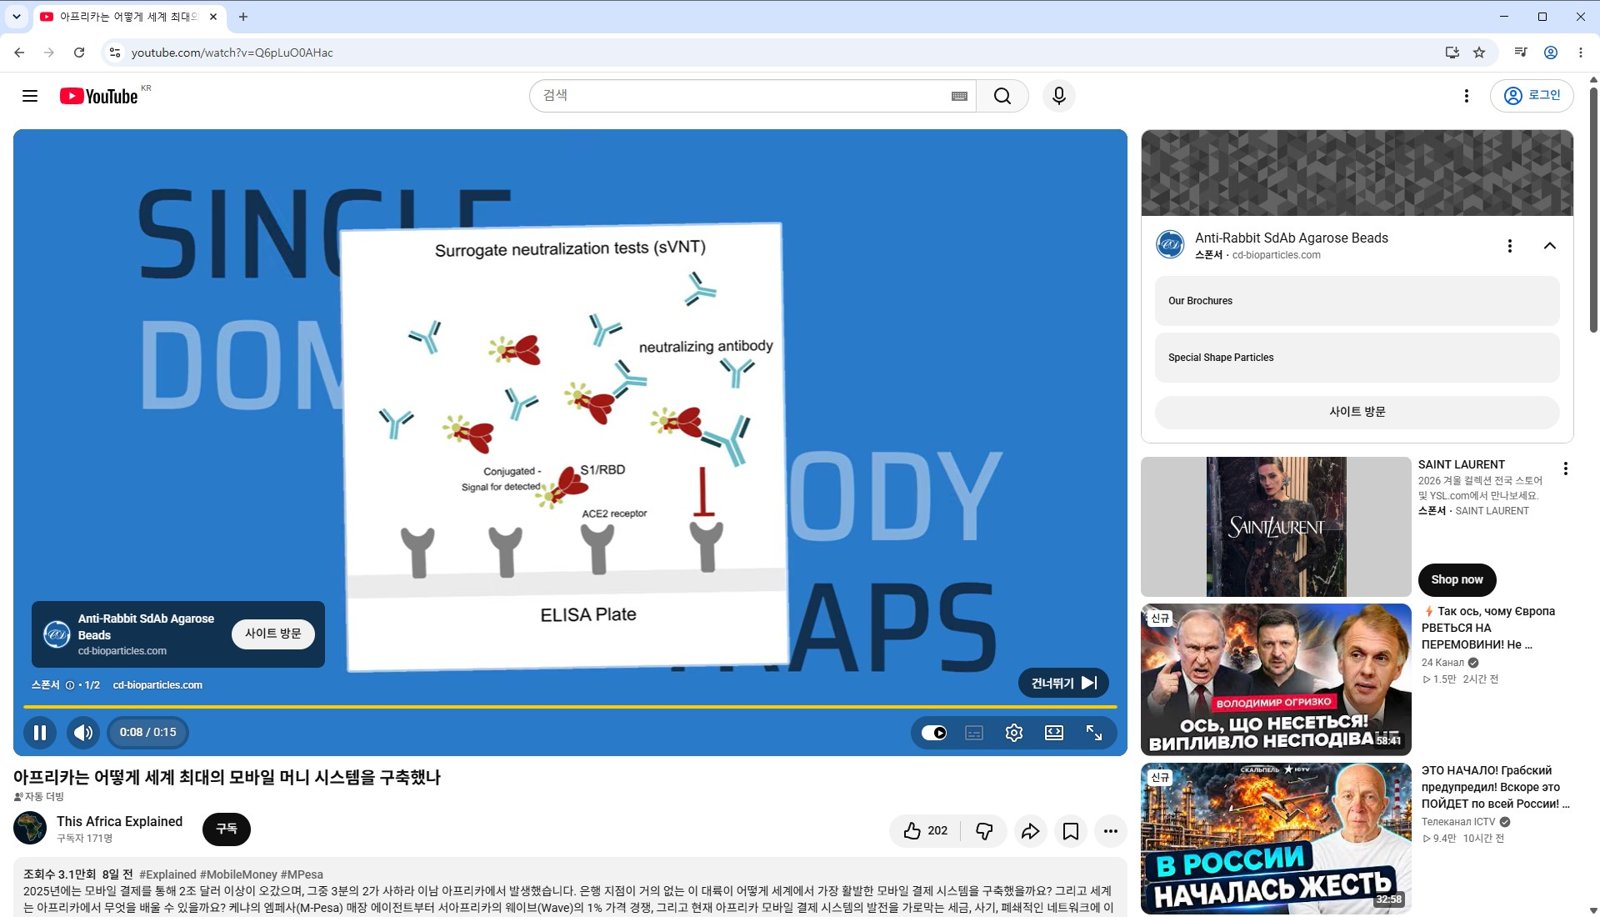 아프리카는 어떻게 세계 최대의
youtube.com/watch?v=Q6pLuO0AHac
YouTube KR
검색
로그인
SINGLE
DOM
ODY
RAPS
Surrogate neutralization tests (sVNT)
neutralizing antibody
Conjugated -
Signal for detected
S1/RBD
ACE2 receptor
ELISA Plate
Anti-Rabbit SdAb Agarose
Beads
cd-bioparticles.com
사이트 방문
스폰서 · 1/2 cd-bioparticles.com
건너뛰기
0:08 / 0:15
Anti-Rabbit SdAb Agarose Beads
스폰서 · cd-bioparticles.com
Our Brochures
Special Shape Particles
사이트 방문
SAINT LAURENT
SAINT LAURENT
2026 겨울 컬렉션 전국 스토어
및 YSL.com에서 만나보세요.
스폰서 · SAINT LAURENT
Shop now
신규
ВОЛОДИМИР ОГРИЗКО
ОСЬ, ЩО НЕСЕТЬСЯ!
ВИПЛИВЛО НЕСПОДІВА
58:41
Так ось, чому Європа
РВЕТЬСЯ НА
ПЕРЕМОВИНИ! Не ...
24 Канал
1.5만 2시간 전
신규
СКАЛЬПЕЛЬ ICTV
В РОССИИ
НАЧАЛАСЬ ЖЕСТЬ
32:58
ЭТО НАЧАЛО! Грабский
предупредил! Вскоре это
ПОЙДЕТ по всей России! ...
Телеканал ICTV
9.4만 10시간 전
아프리카는 어떻게 세계 최대의 모바일 머니 시스템을 구축했나
자동 더빙
This Africa Explained
구독자 171명
구독
202
조회수 3.1만회 8일 전 #Explained #MobileMoney #MPesa
2025년에는 모바일 결제를 통해 2조 달러 이상이 오갔으며, 그중 3분의 2가 사하라 이남 아프리카에서 발생했습니다. 은행 지점이 거의 없는 이 대륙이 어떻게 세계에서 가장 활발한 모바일 결제 시스템을 구축했을까요? 그리고 세계
는 아프리카에서 무엇을 배울 수 있을까요? 케냐의 엠페사(M-Pesa) 매장 에이전트부터 서아프리카의 웨이브(Wave)의 1% 가격 경쟁, 그리고 현재 아프리카 모바일 결제 시스템의 발전을 가로막는 세금, 사기, 폐쇄적인 네트워크에 이